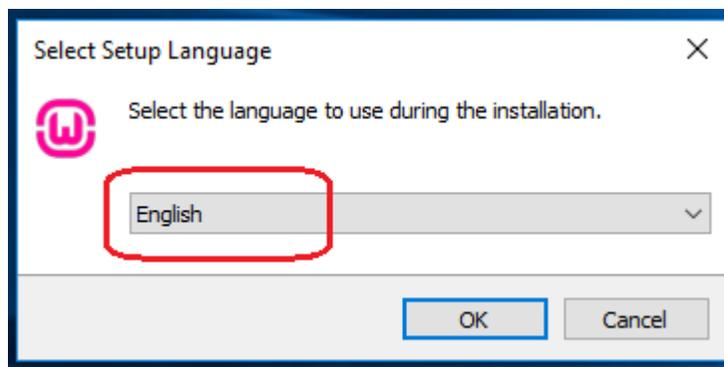 Select Setup Language
Select the language to use during the installation.
English
OK
Cancel